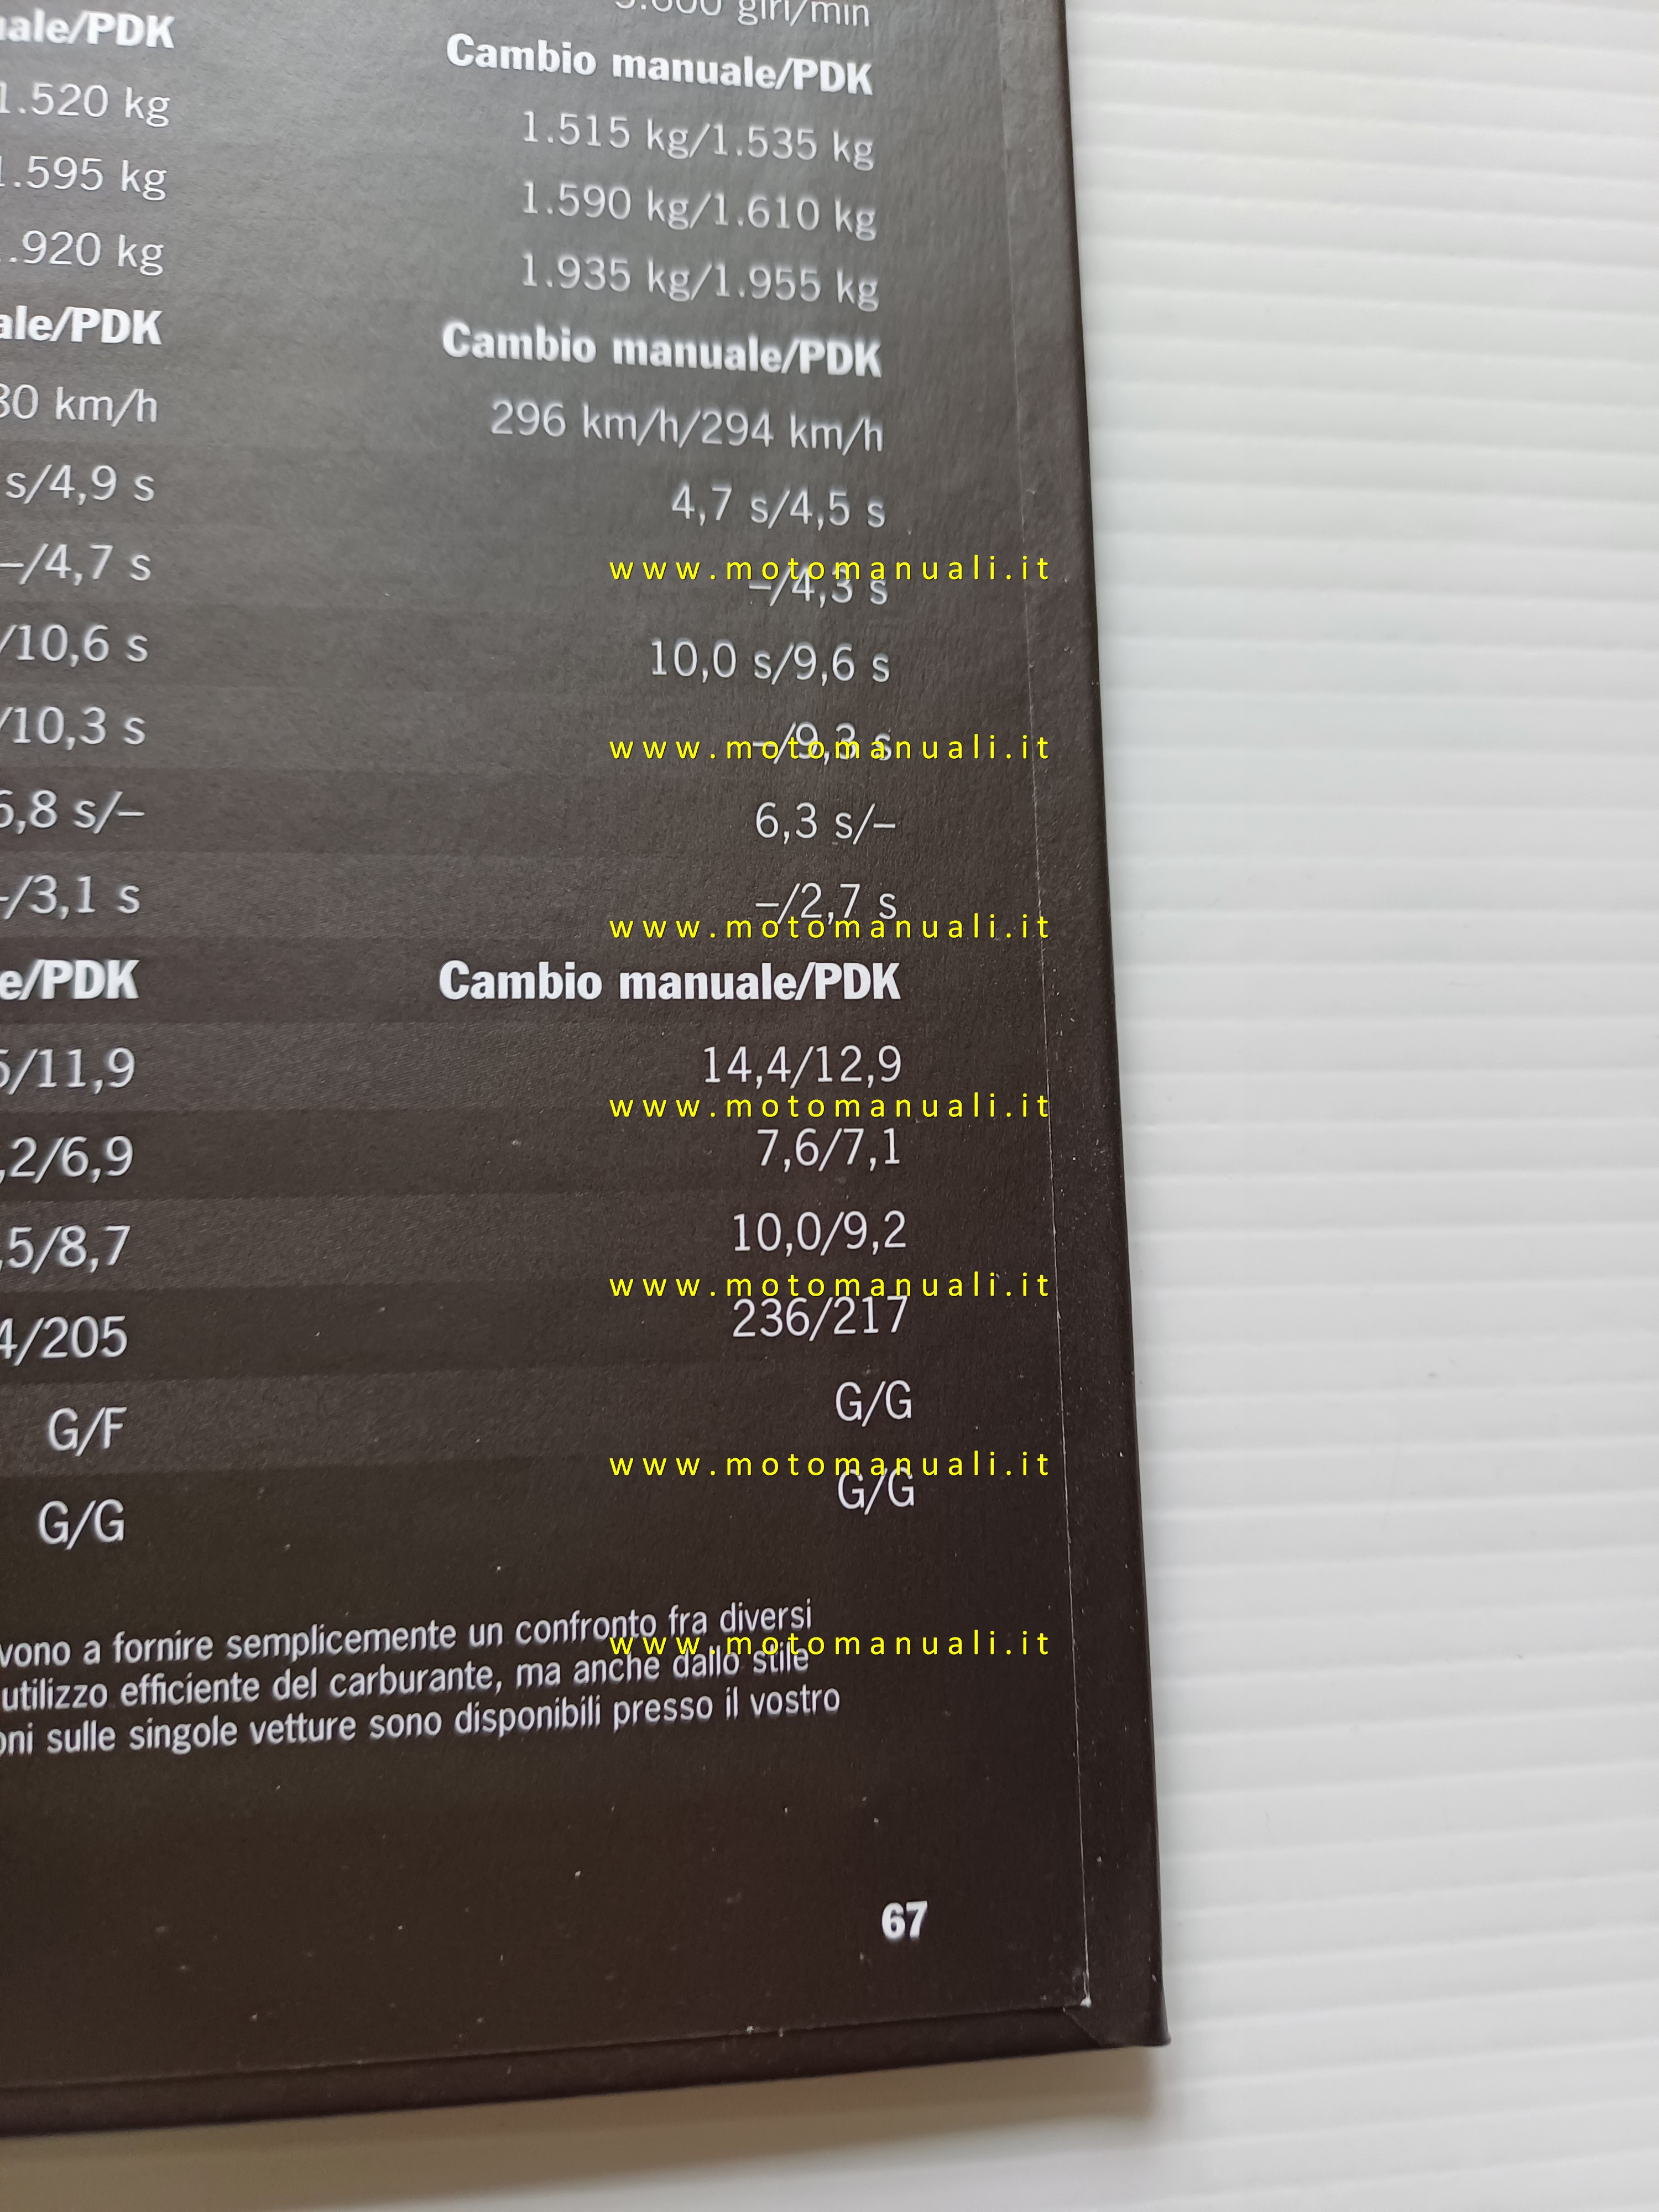 giri/min
Cambio manuale/PDK
1.520 kg 1.515 kg/1.535 kg
1.595 kg 1.590 kg/1.610 kg
.920 kg 1.935 kg/1.955 kg
ale/PDK Cambio manuale/PDK
80 km/h 296 km/h/294 km/h
s/4,9 s 4,7 s/4,5 s
www.motomanuali.it
–/4,7 s –/4,3 s
/10,6 s 10,0 s/9,6 s
/10,3 s –/9,3 s
www.motomanuali.it
6,8 s/– 6,3 s/–
–/3,1 s –/2,7 s
www.motomanuali.it
e/PDK Cambio manuale/PDK
5/11,9 14,4/12,9
www.motomanuali.it
,2/6,9 7,6/7,1
,5/8,7 10,0/9,2
www.motomanuali.it
4/205 236/217
G/F G/G
www.motomanuali.it
G/G G/G
vono a fornire semplicemente un confronto fra diversi
www.motomanuali.it
utilizzo efficiente del carburante, ma anche dallo stile
oni sulle singole vetture sono disponibili presso il vostro
67